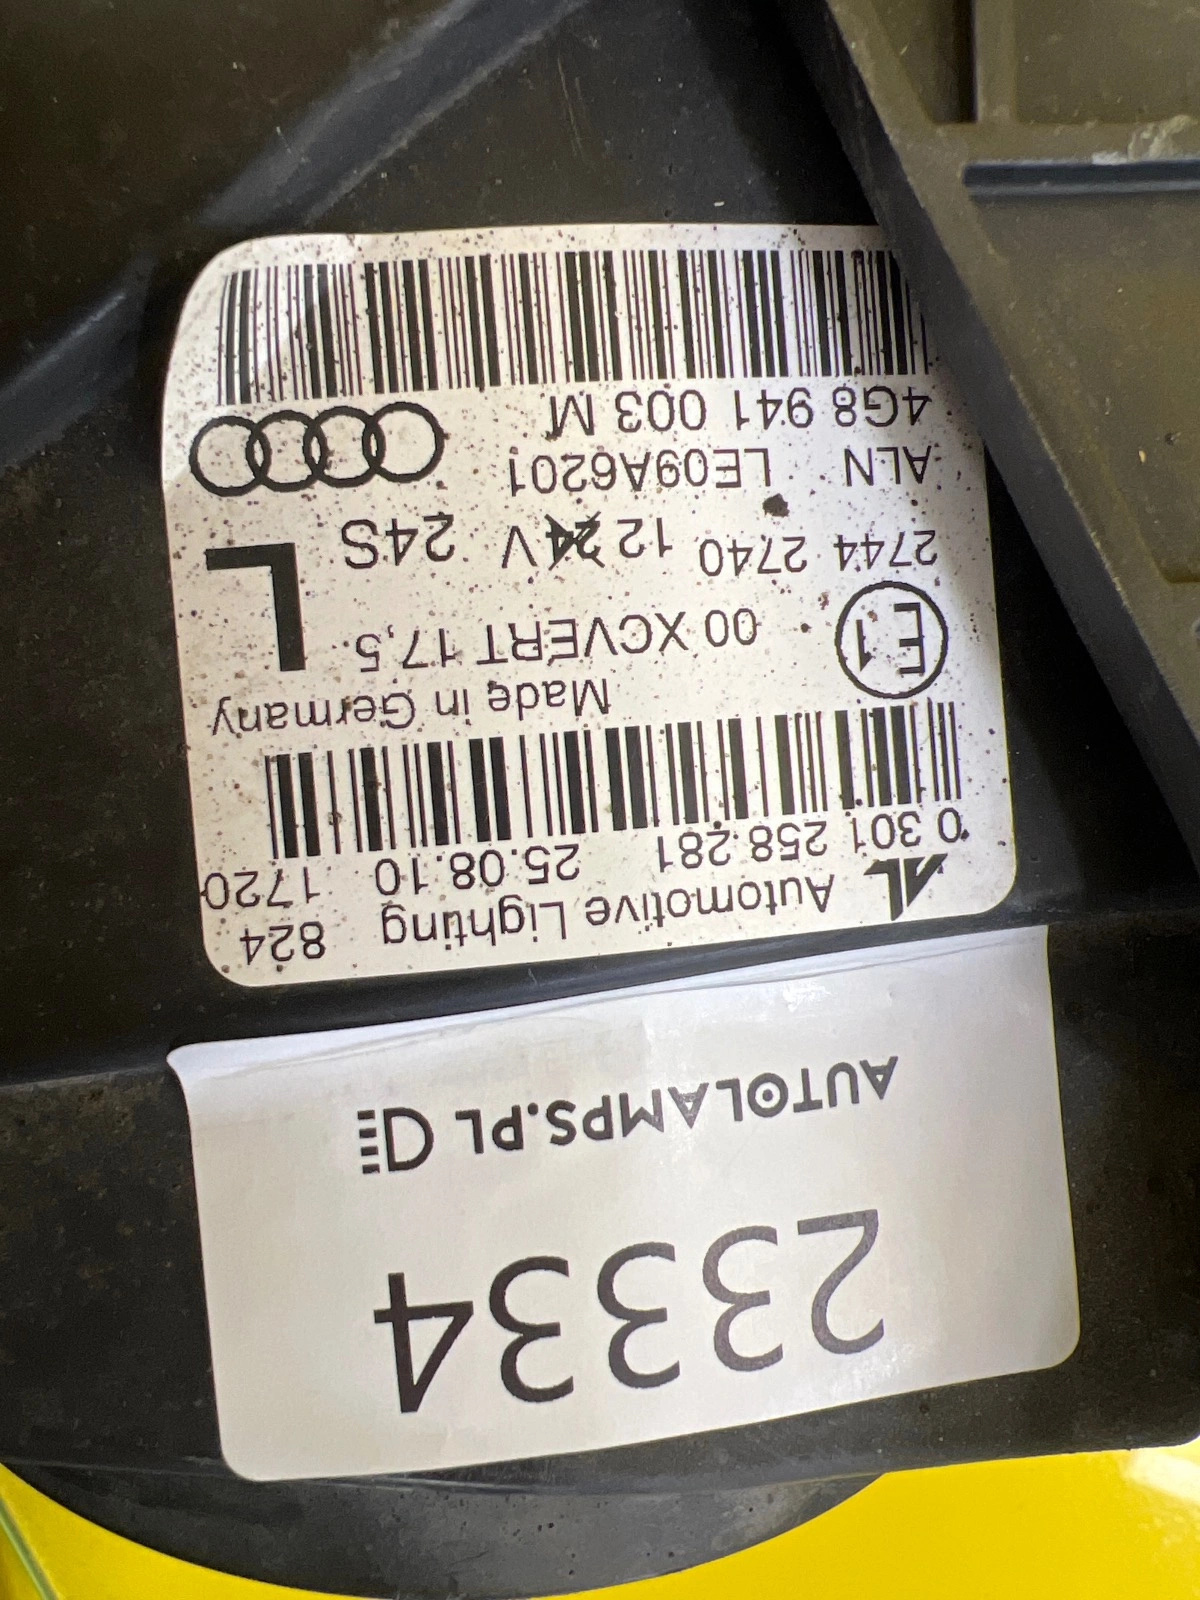 23334
AUTOLAMPS.PL
Automotive Lighting 824
0 301 258 281 25.08.10 1720
Made in Germany
E1 00 XCVERT 17,5 L
2744 2740 12 24 V 24S
ALN LE09A6201
4G8 941 003 M